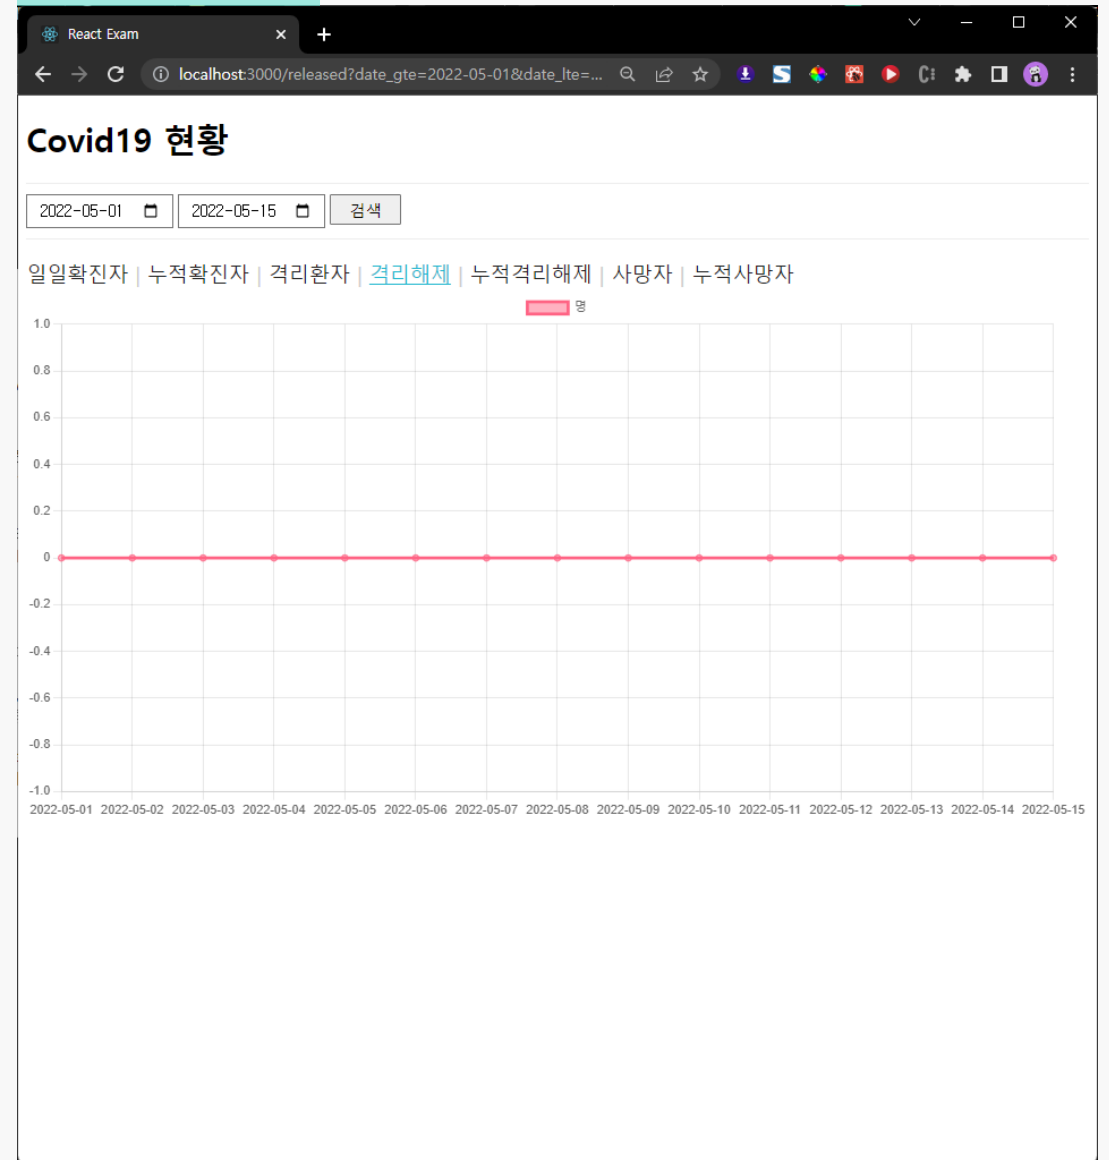 React Exam
localhost:3000/released?date_gte=2022-05-01&date_lte=...
Covid19 현황
2022-05-01 2022-05-15 검색
일일확진자 | 누적확진자 | 격리환자 | 격리해제 | 누적격리해제 | 사망자 | 누적사망자
명
1.0
0.8
0.6
0.4
0.2
0
-0.2
-0.4
-0.6
-0.8
-1.0
2022-05-01 2022-05-02 2022-05-03 2022-05-04 2022-05-05 2022-05-06 2022-05-07 2022-05-08 2022-05-09 2022-05-10 2022-05-11 2022-05-12 2022-05-13 2022-05-14 2022-05-15